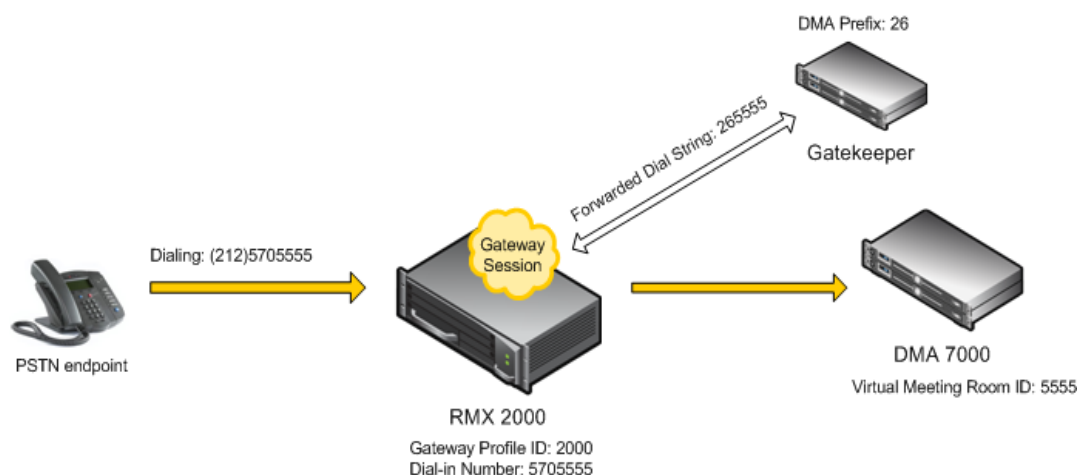 DMA Prefix: 26
Forwarded Dial String: 265555
Gatekeeper
Gateway
Session
Dialing: (212)5705555
PSTN endpoint
DMA 7000
Virtual Meeting Room ID: 5555
RMX 2000
Gateway Profile ID: 2000
Dial-in Number: 5705555